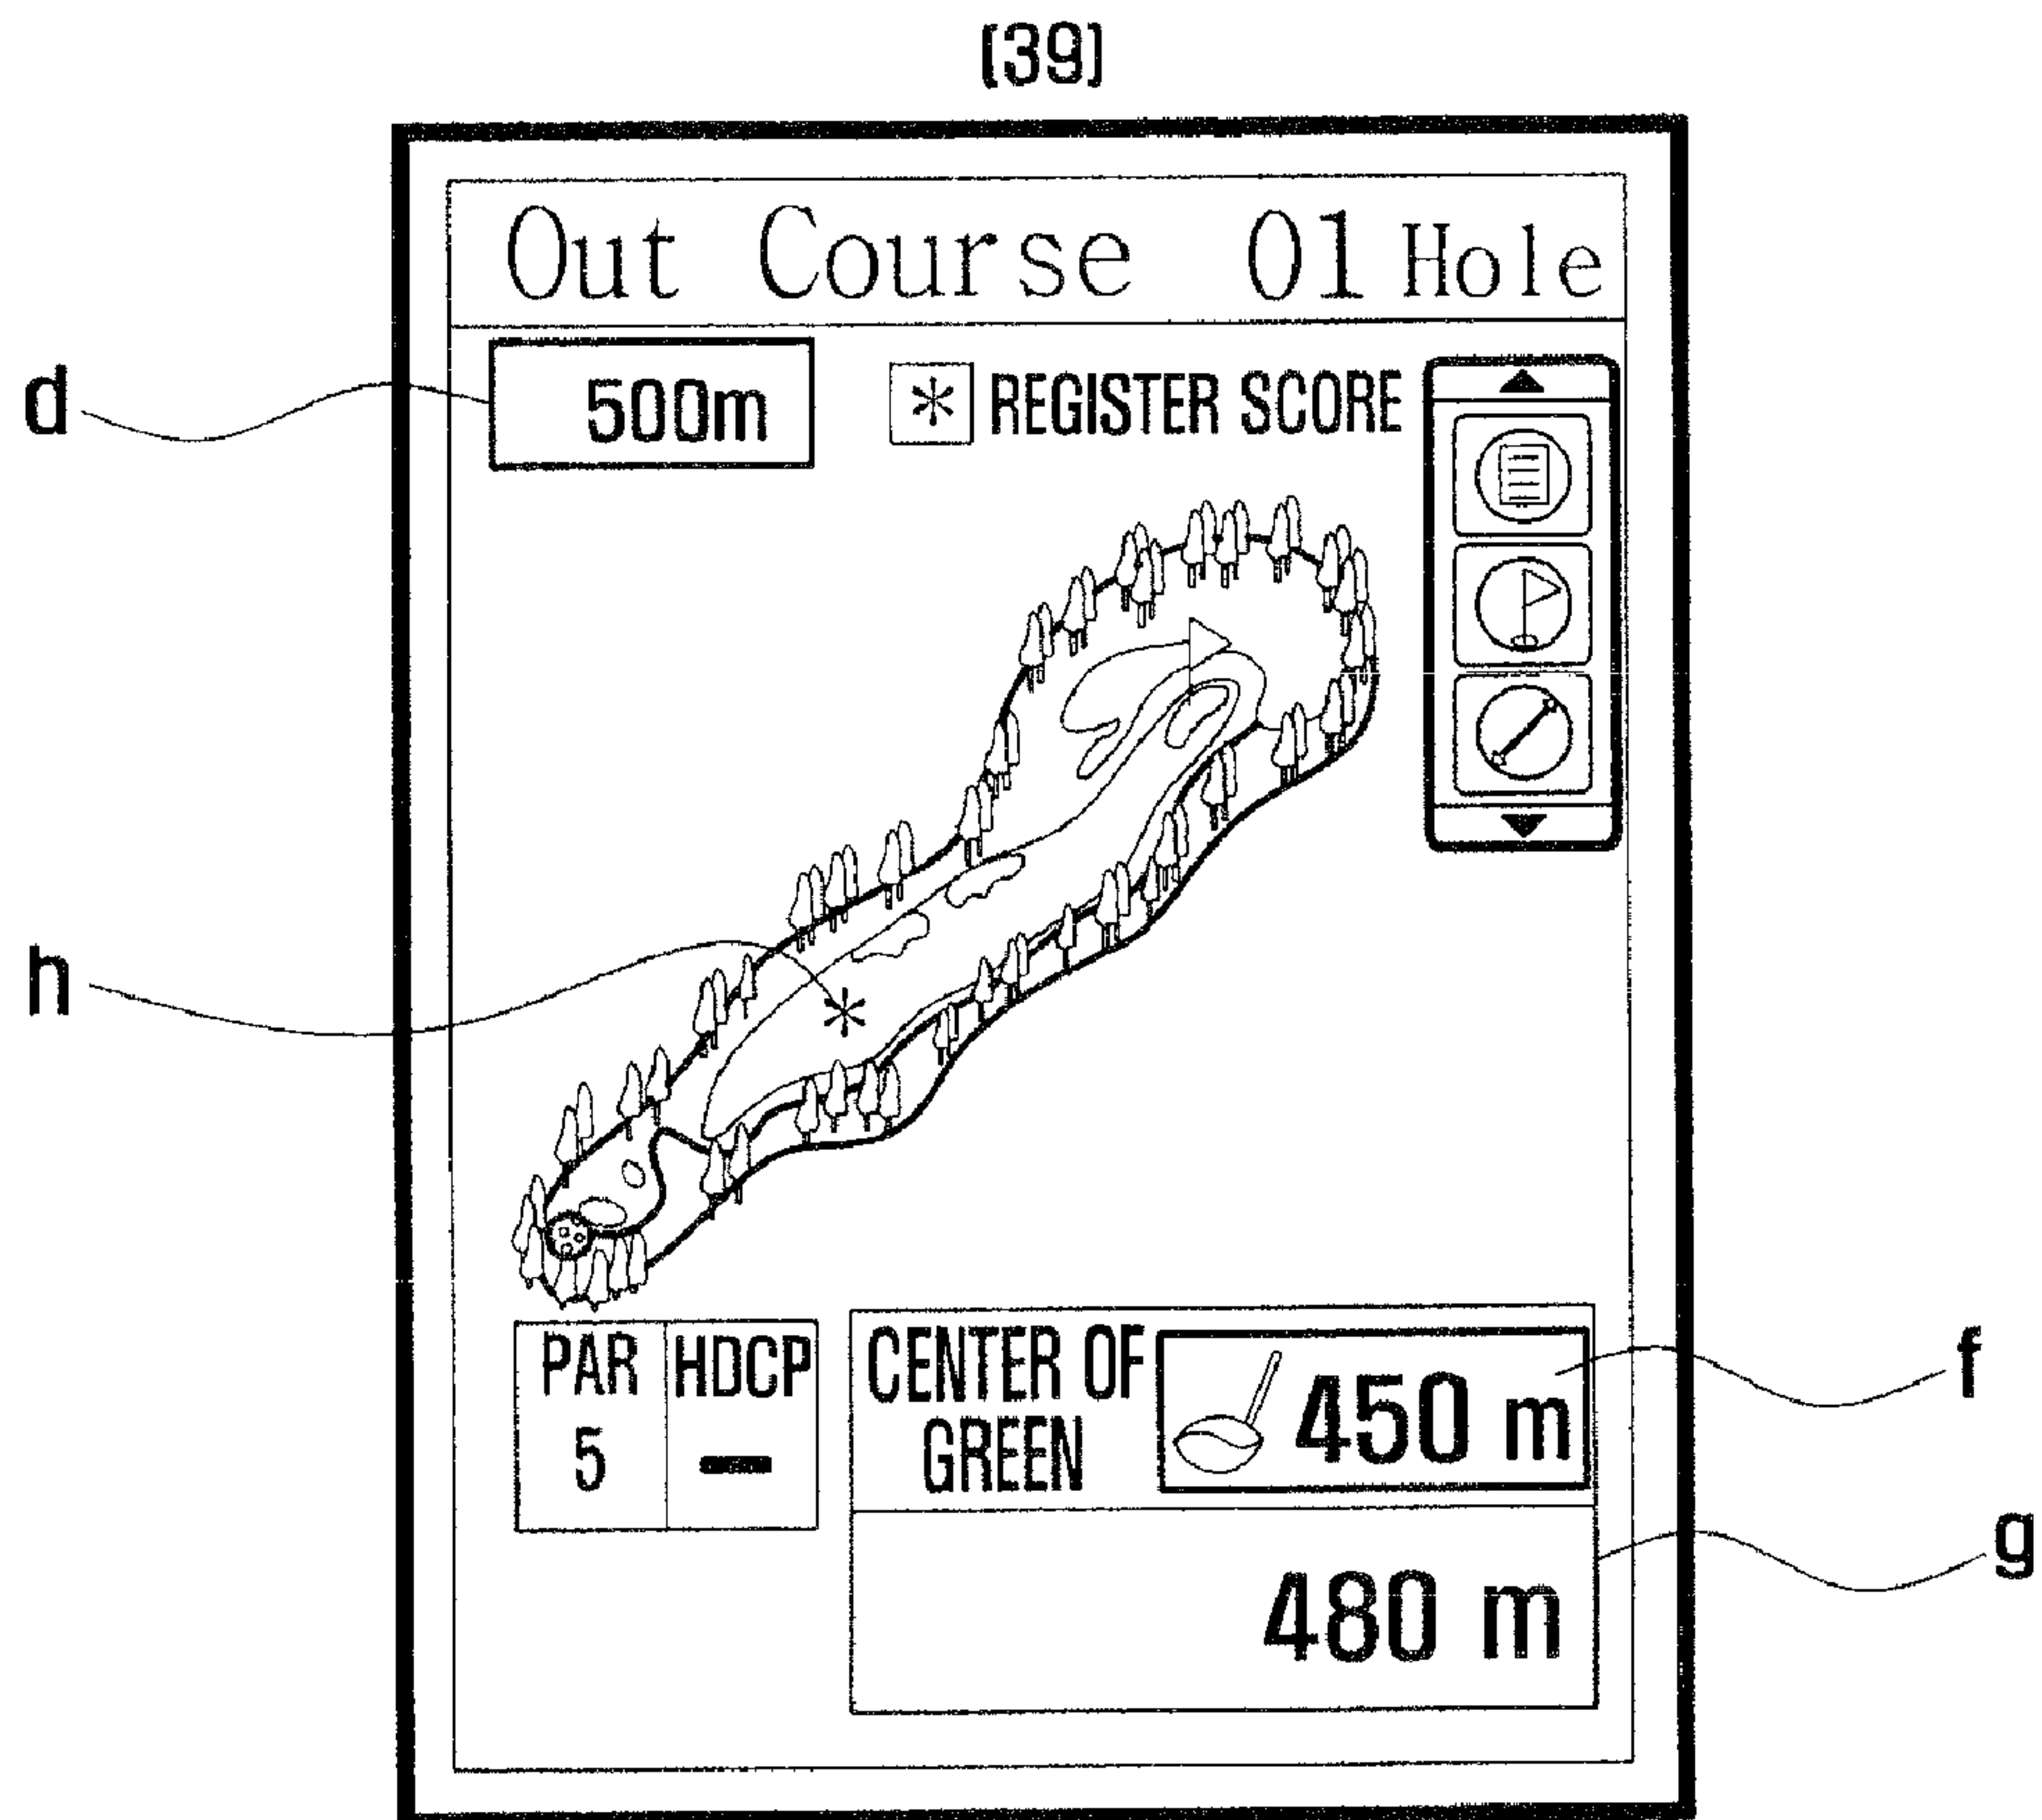 (39)
Out Course 01 Hole
d
500m
* REGISTER SCORE
h
*
PAR HDCP
5 –
CENTER OF
GREEN
450 m
f
480 m
g